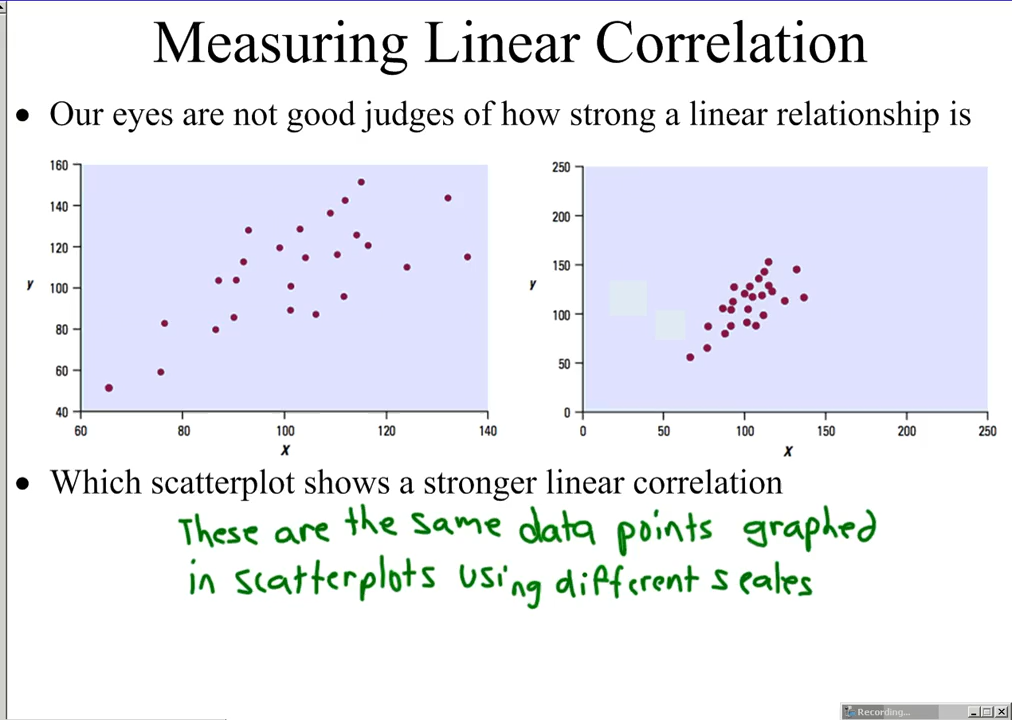 Measuring Linear Correlation
• Our eyes are not good judges of how strong a linear relationship is
160
140
120
100
80
60
40
y
60 80 100 120 140
x
250
200
150
100
50
0
y
0 50 100 150 200 250
x
• Which scatterplot shows a stronger linear correlation
These are the same data points graphed
in scatterplots using different scales
Recording...